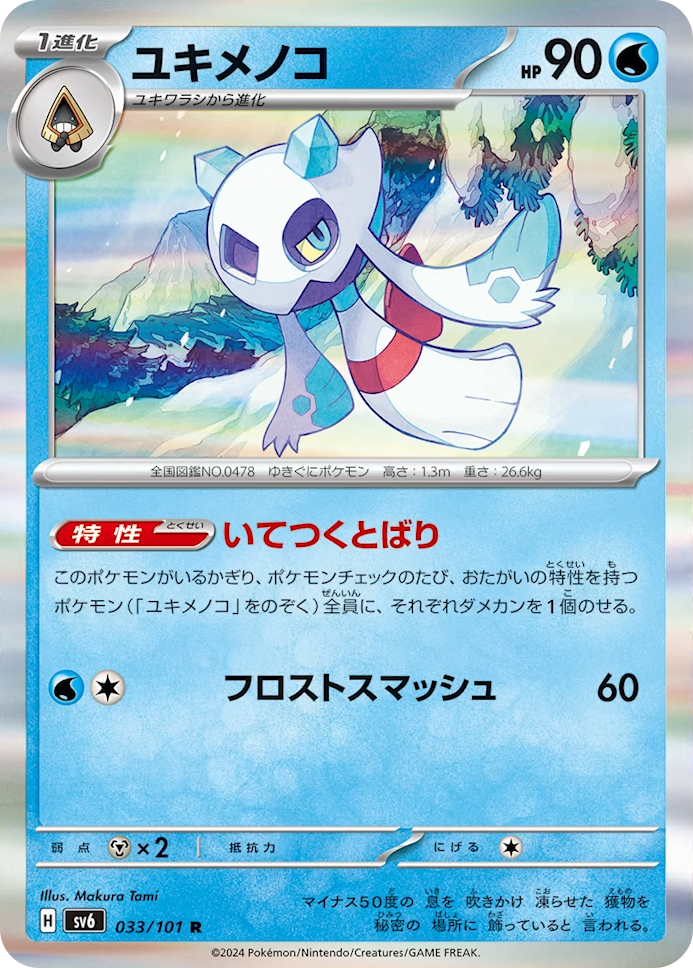 1進化
ユキメノコ
HP 90
ユキワラシから進化
全国図鑑NO.0478 ゆきぐにポケモン 高さ:1.3m 重さ:26.6kg
特性 とくせい いてつくとばり
このポケモンがいるかぎり、ポケモンチェックのたび、おたがいの特性を持つ
ポケモン(「ユキメノコ」をのぞく)全員に、それぞれダメカンを1個のせる。
フロストスマッシュ 60
弱点 ×2 抵抗力 にげる
Illus. Makura Tami
マイナス50度の 息を 吹きかけ 凍らせた 獲物を
秘密の 場所に 飾っていると 言われる。
H sv6 033/101 R
©2024 Pokémon/Nintendo/Creatures/GAME FREAK.